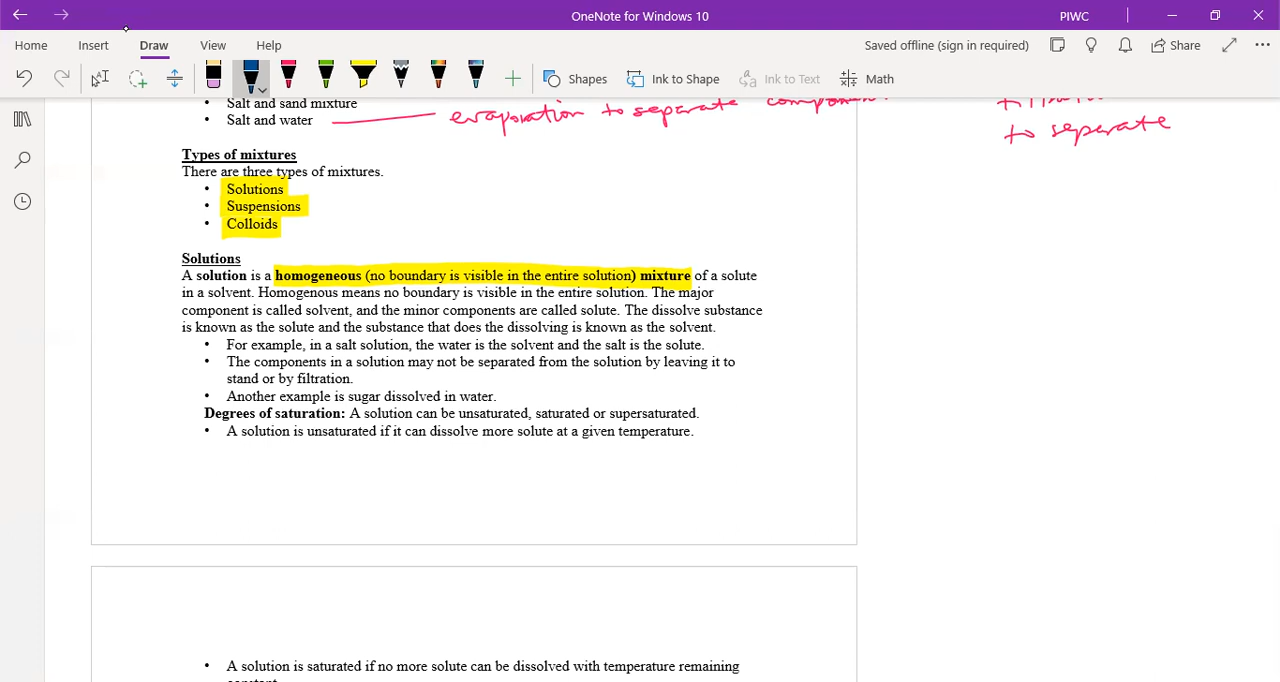 OneNote for Windows 10
PIWC
Home Insert Draw View Help
Saved offline (sign in required)
Share
Shapes
Ink to Shape
Ink to Text
Math
• Salt and sand mixture
• Salt and water
evaporation to separate
to separate
Types of mixtures
There are three types of mixtures.
• Solutions
• Suspensions
• Colloids
Solutions
A solution is a homogeneous (no boundary is visible in the entire solution) mixture of a solute
in a solvent. Homogenous means no boundary is visible in the entire solution. The major
component is called solvent, and the minor components are called solute. The dissolve substance
is known as the solute and the substance that does the dissolving is known as the solvent.
• For example, in a salt solution, the water is the solvent and the salt is the solute.
• The components in a solution may not be separated from the solution by leaving it to
stand or by filtration.
• Another example is sugar dissolved in water.
Degrees of saturation: A solution can be unsaturated, saturated or supersaturated.
• A solution is unsaturated if it can dissolve more solute at a given temperature.
• A solution is saturated if no more solute can be dissolved with temperature remaining